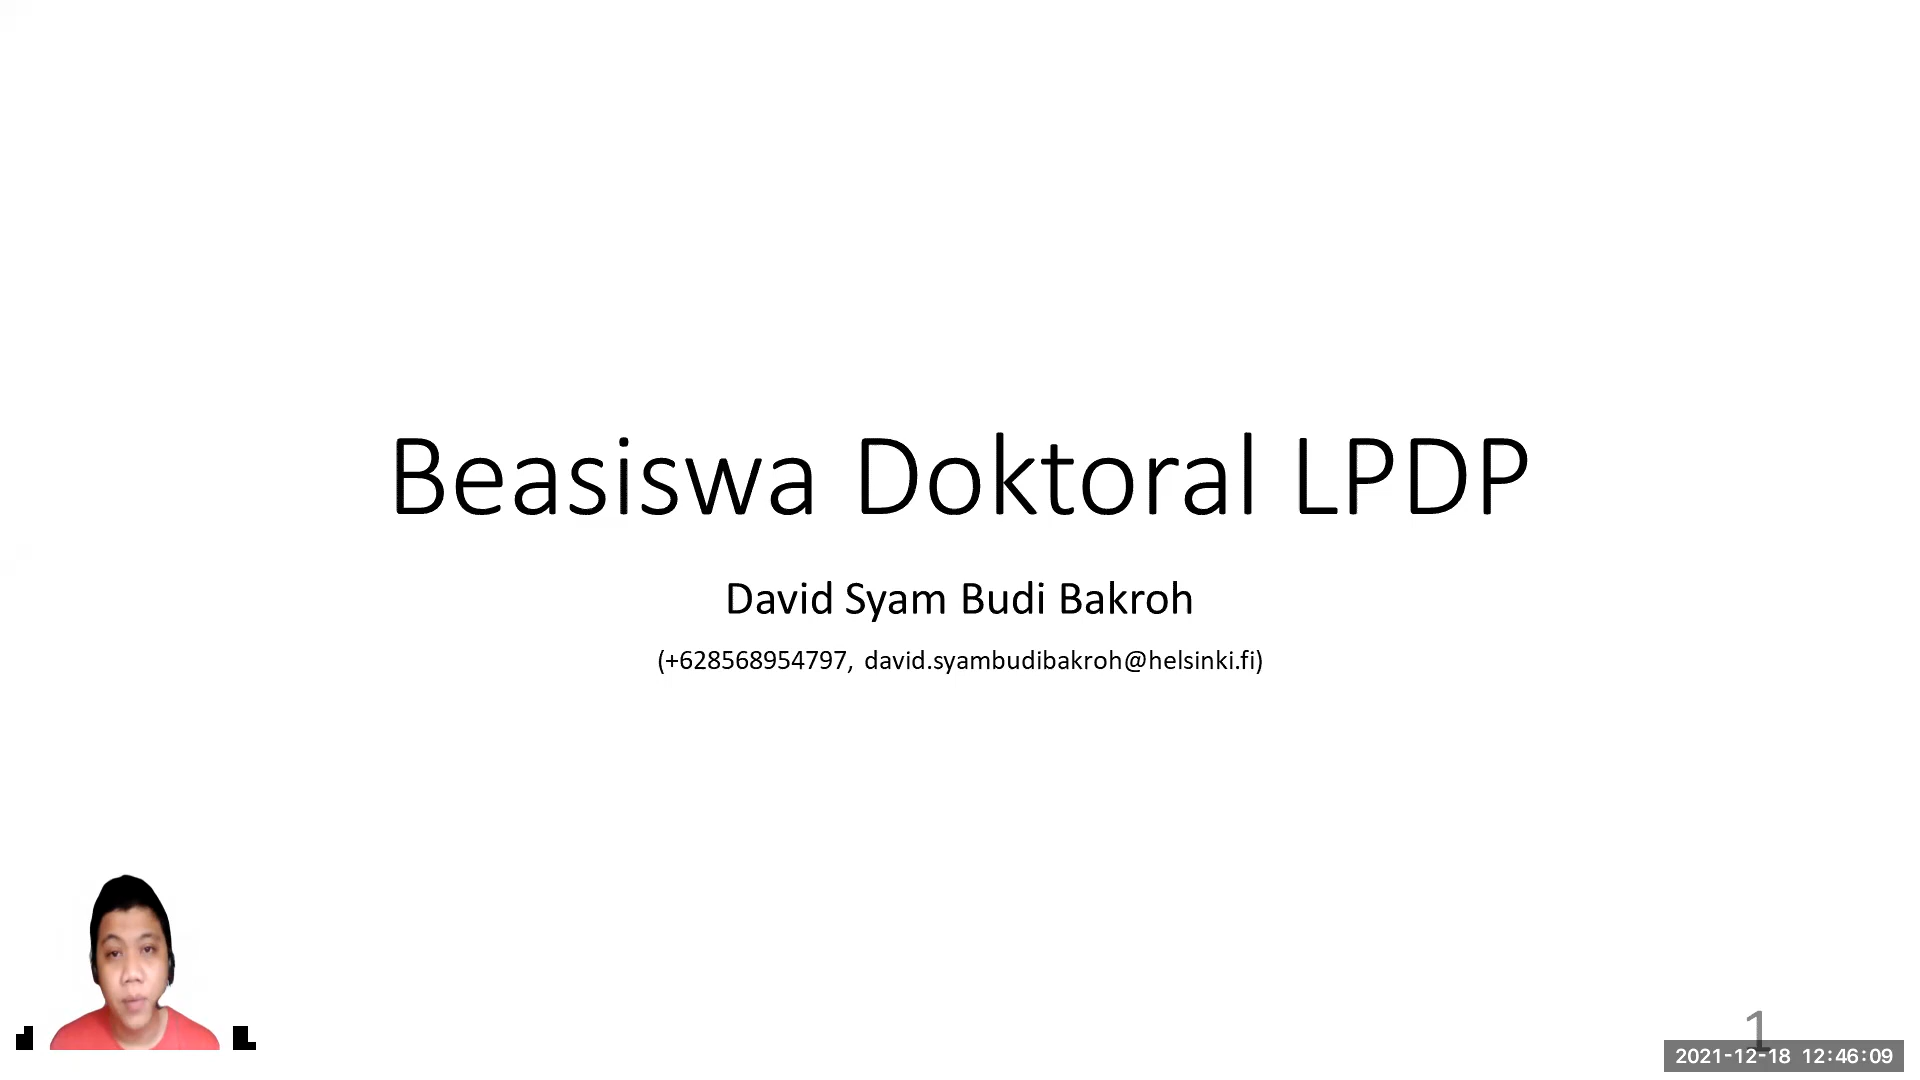 Beasiswa Doktoral LPDP
David Syam Budi Bakroh
(+628568954797, david.syambudibakroh@helsinki.fi)
1
2021-12-18 12:46:09